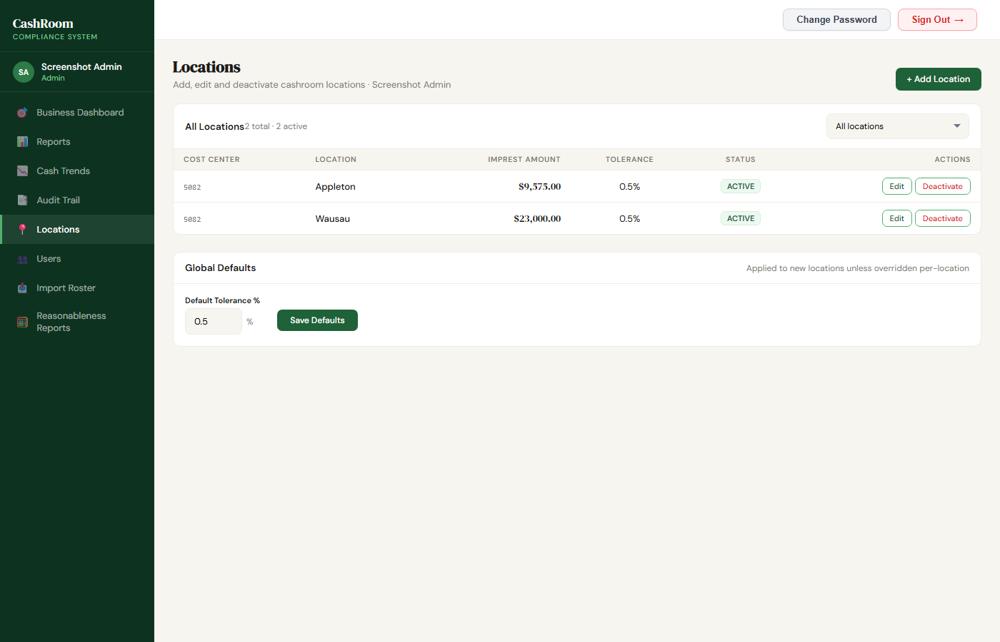 CashRoom
COMPLIANCE SYSTEM
SA
Screenshot Admin
Admin
Business Dashboard
Reports
Cash Trends
Audit Trail
Locations
Users
Import Roster
Reasonableness
Reports
Change Password
Sign Out →
Locations
Add, edit and deactivate cashroom locations · Screenshot Admin
+ Add Location
All Locations2 total · 2 active
All locations
COST CENTER LOCATION IMPREST AMOUNT TOLERANCE STATUS ACTIONS
5082 Appleton $9,575.00 0.5% ACTIVE Edit Deactivate
5082 Wausau $23,000.00 0.5% ACTIVE Edit Deactivate
Global Defaults
Applied to new locations unless overridden per-location
Default Tolerance %
0.5 %
Save Defaults